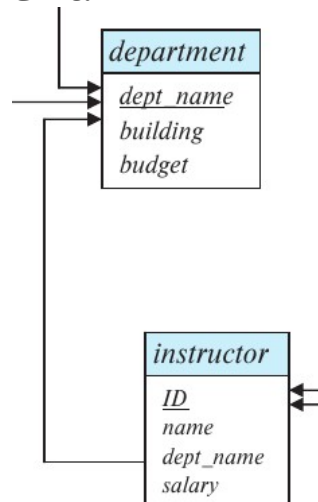 department
dept_name
building
budget
instructor
ID
name
dept_name
salary